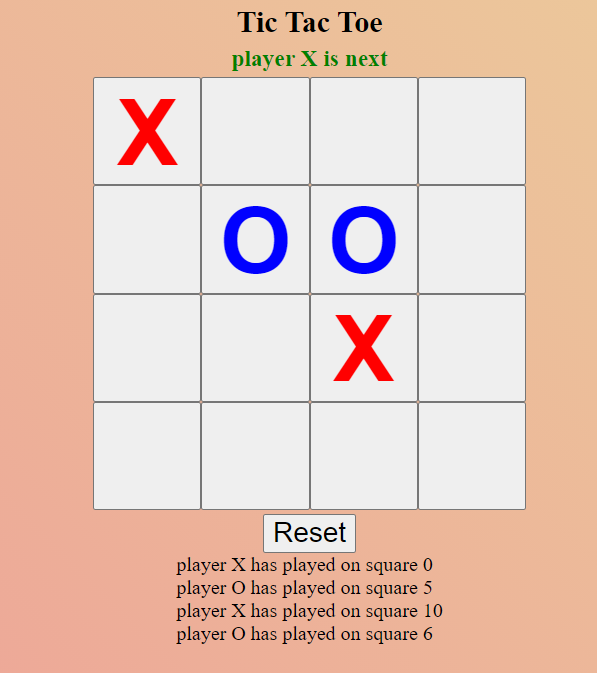 Tic Tac Toe
player X is next
X
O O
X
Reset
player X has played on square 0
player O has played on square 5
player X has played on square 10
player O has played on square 6